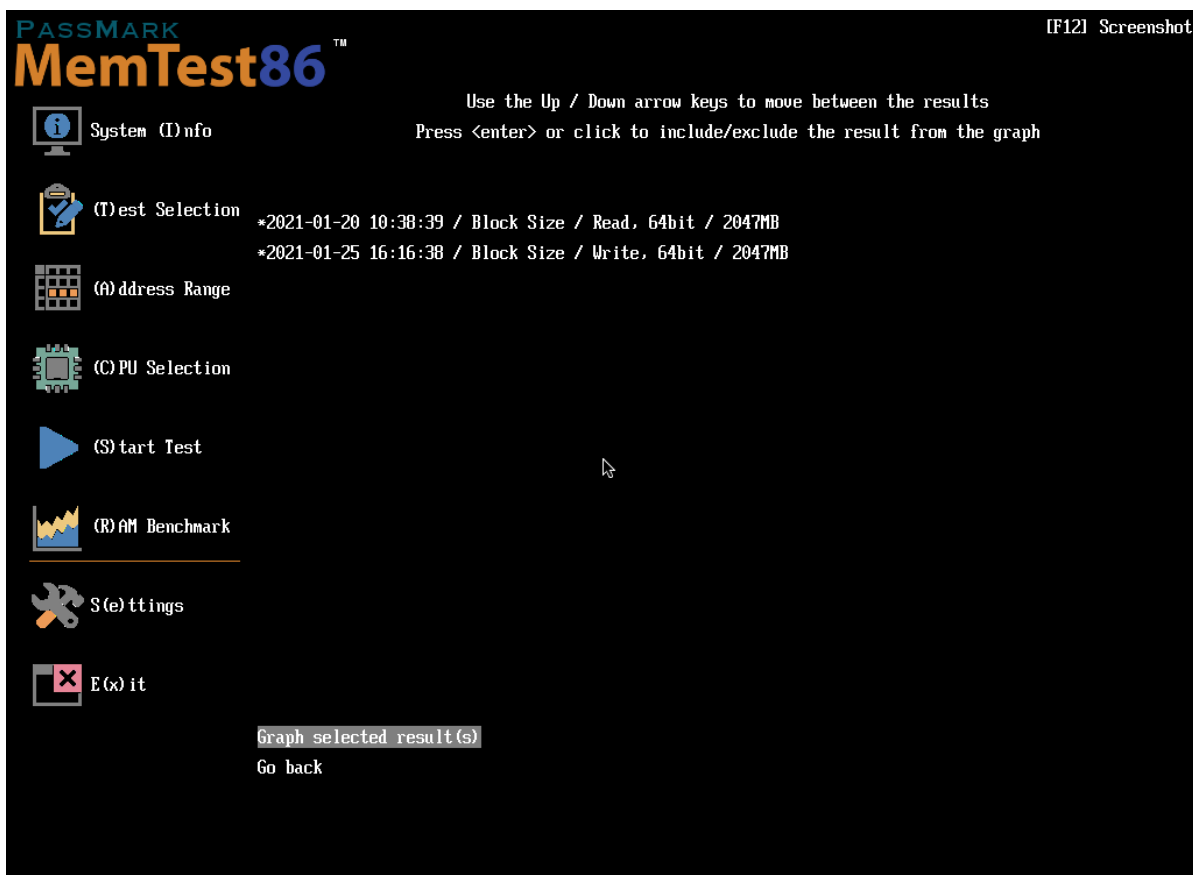 PASSMARK
MemTest86™
[F12] Screenshot
Use the Up / Down arrow keys to move between the results
Press <enter> or click to include/exclude the result from the graph
System (I)nfo
(T)est Selection
(A)ddress Range
(C)PU Selection
(S)tart Test
(R)AM Benchmark
S(e)ttings
E(x)it
*2021-01-20 10:38:39 / Block Size / Read, 64bit / 2047MB
*2021-01-25 16:16:38 / Block Size / Write, 64bit / 2047MB
Graph selected result(s)
Go back